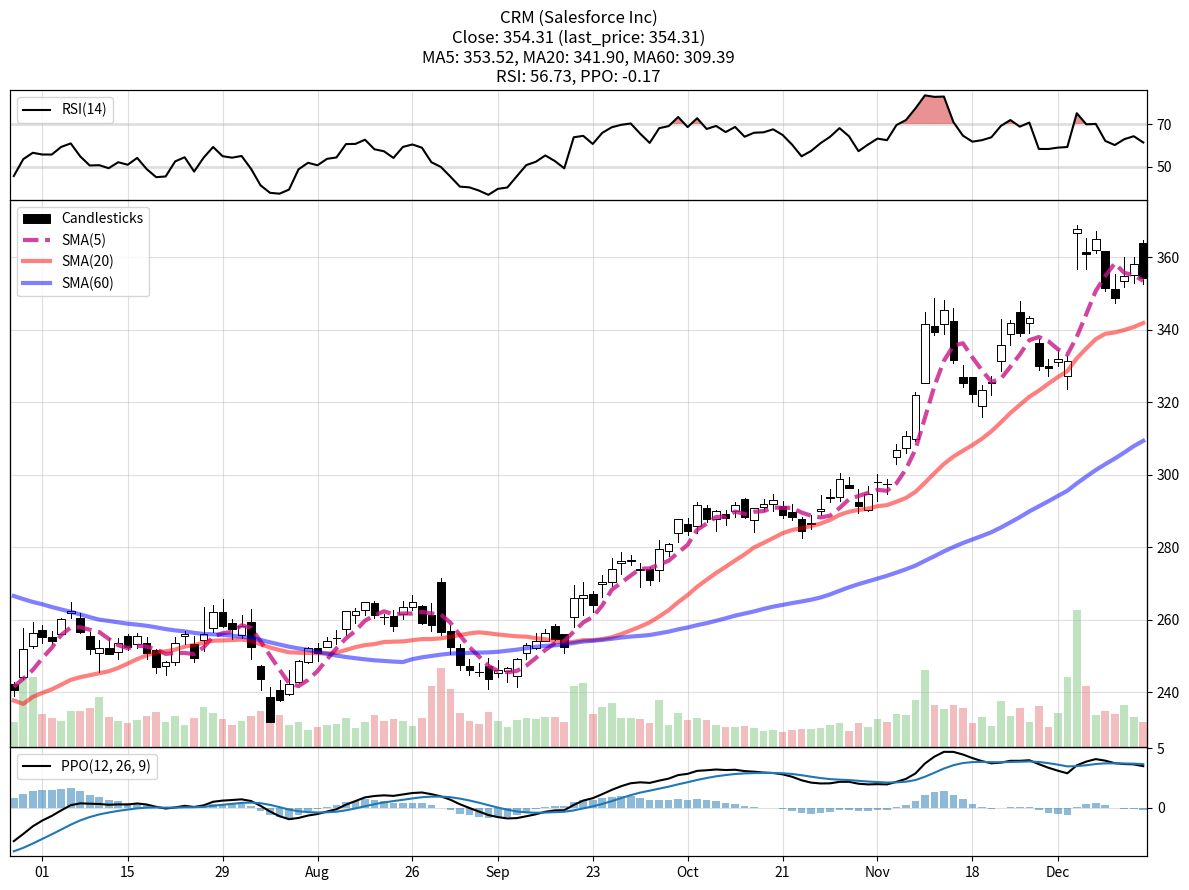 CRM (Salesforce Inc)
Close: 354.31 (last_price: 354.31)
MA5: 353.52, MA20: 341.90, MA60: 309.39
RSI: 56.73, PPO: -0.17
RSI(14)
70
50
Candlesticks
SMA(5)
SMA(20)
SMA(60)
360
340
320
300
280
260
240
PPO(12, 26, 9)
5
0
01 15 29 Aug 26 Sep 23 Oct 21 Nov 18 Dec